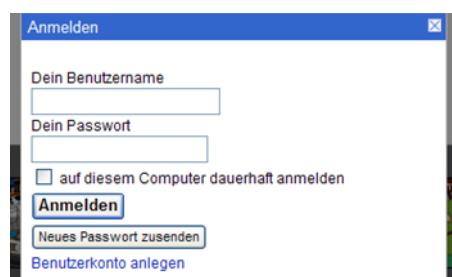 Anmelden
Dein Benutzername
Dein Passwort
auf diesem Computer dauerhaft anmelden
Anmelden
Neues Passwort zusenden
Benutzerkonto anlegen